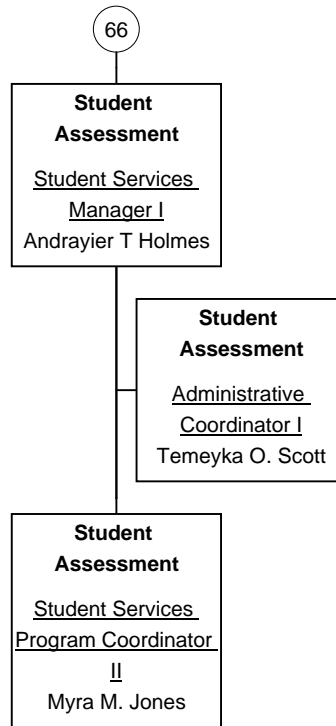 66
Student
Assessment
Student Services
Manager I
Andrayier T Holmes
Student
Assessment
Administrative
Coordinator I
Temeyka O. Scott
Student
Assessment
Student Services
Program Coordinator
II
Myra M. Jones